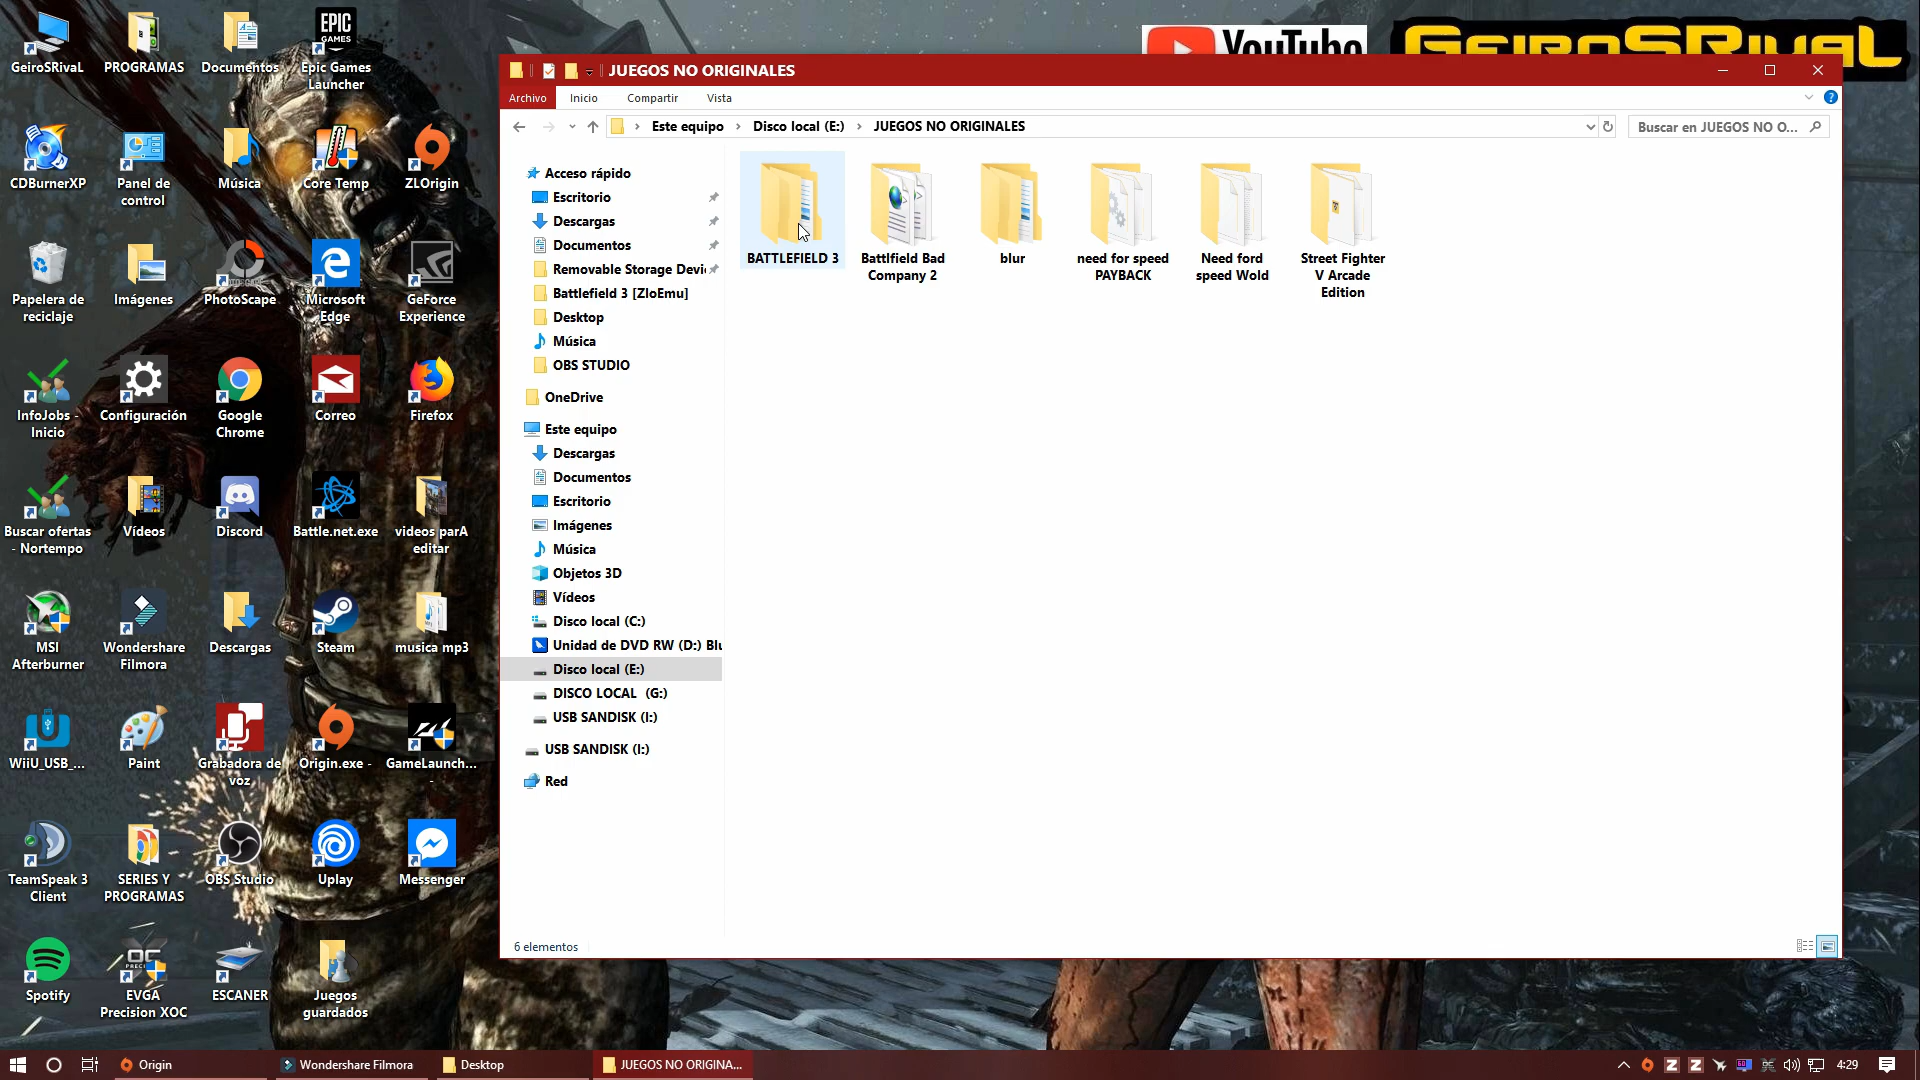 GeiroSRivaL
PROGRAMAS
Documentos
Epic Games
Launcher
EPIC
GAMES
CDBurnerXP
Panel de
control
Música
Core Temp
ZLOrigin
Papelera de
reciclaje
Imágenes
PhotoScape
Microsoft
Edge
GeForce
Experience
InfoJobs -
Inicio
Configuración
Google
Chrome
Correo
Firefox
Buscar ofertas
- Nortempo
Vídeos
Discord
Battle.net.exe
videos parA
editar
MSI
Afterburner
Wondershare
Filmora
Descargas
Steam
musica mp3
WiiU_USB_...
Paint
Grabadora de
voz
Origin.exe -
GameLaunch...
-
TeamSpeak 3
Client
SERIES Y
PROGRAMAS
OBS Studio
Uplay
Messenger
Spotify
EVGA
Precision XOC
ESCANER
Juegos
guardados
YouTube
GeiroSRivaL
JUEGOS NO ORIGINALES
Archivo
Inicio
Compartir
Vista
Este equipo
Disco local (E:)
JUEGOS NO ORIGINALES
Buscar en JUEGOS NO O...
Acceso rápido
Escritorio
Descargas
Documentos
Removable Storage Devi
Battlefield 3 [ZloEmu]
Desktop
Música
OBS STUDIO
OneDrive
Este equipo
Descargas
Documentos
Escritorio
Imágenes
Música
Objetos 3D
Vídeos
Disco local (C:)
Unidad de DVD RW (D:) Blu
Disco local (E:)
DISCO LOCAL (G:)
USB SANDISK (I:)
USB SANDISK (I:)
Red
BATTLEFIELD 3
Battlfield Bad
Company 2
blur
need for speed
PAYBACK
Need ford
speed Wold
Street Fighter
V Arcade
Edition
6 elementos
Origin
Wondershare Filmora
Desktop
JUEGOS NO ORIGINA...
4:29